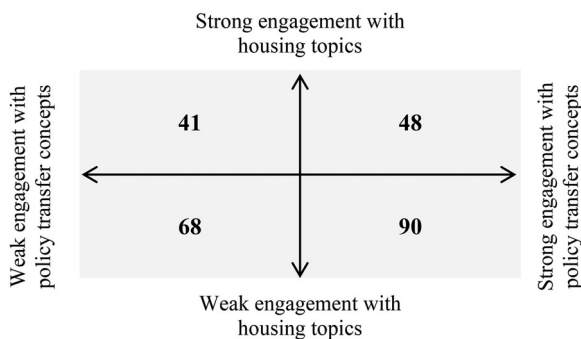 Strong engagement with
housing topics
Weak engagement with
policy transfer concepts
41
48
68
90
Strong engagement with
policy transfer concepts
Weak engagement with
housing topics